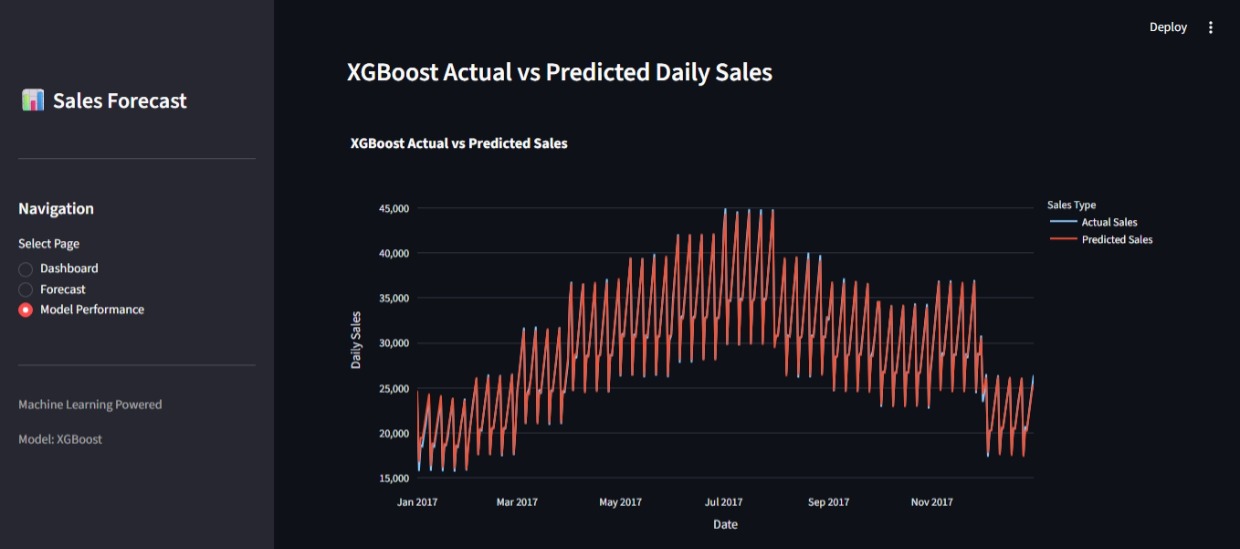 Deploy
Sales Forecast
Navigation
Select Page
Dashboard
Forecast
Model Performance
Machine Learning Powered
Model: XGBoost
XGBoost Actual vs Predicted Daily Sales
XGBoost Actual vs Predicted Sales
Daily Sales
45,000
40,000
35,000
30,000
25,000
20,000
15,000
Jan 2017 Mar 2017 May 2017 Jul 2017 Sep 2017 Nov 2017
Date
Sales Type
Actual Sales
Predicted Sales